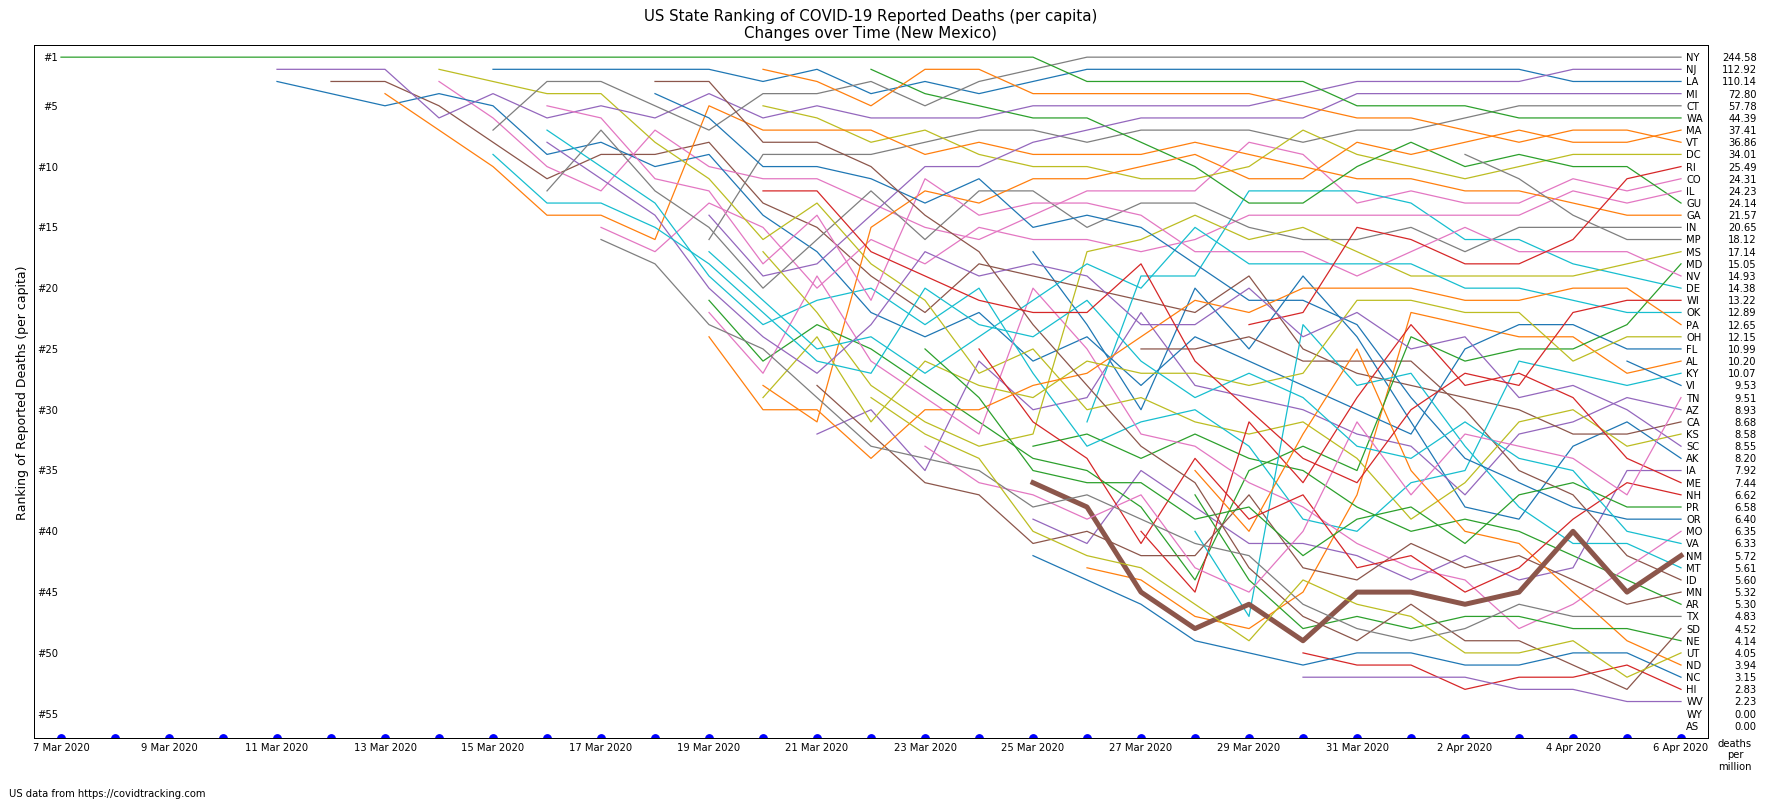 US State Ranking of COVID-19 Reported Deaths (per capita)
Changes over Time (New Mexico)
Ranking of Reported Deaths (per capita)
#1
#5
#10
#15
#20
#25
#30
#35
#40
#45
#50
#55
NY 244.58
NJ 112.92
LA 110.14
MI 72.80
CT 57.78
WA 44.39
MA 37.41
VT 36.86
DC 34.01
RI 25.49
CO 24.31
IL 24.23
GU 24.14
GA 21.57
IN 20.65
MP 18.12
MS 17.14
MD 15.05
NV 14.93
DE 14.38
WI 13.22
OK 12.89
PA 12.65
OH 12.15
FL 10.99
AL 10.20
KY 10.07
VI 9.53
TN 9.51
AZ 8.93
CA 8.68
KS 8.58
SC 8.55
AK 8.20
IA 7.92
ME 7.44
NH 6.62
PR 6.58
OR 6.40
MO 6.35
VA 6.33
NM 5.72
MT 5.61
ID 5.60
MN 5.32
AR 5.30
TX 4.83
SD 4.52
NE 4.14
UT 4.05
ND 3.94
NC 3.15
HI 2.83
WV 2.23
WY 0.00
AS 0.00
7 Mar 2020 9 Mar 2020 11 Mar 2020 13 Mar 2020 15 Mar 2020 17 Mar 2020 19 Mar 2020 21 Mar 2020 23 Mar 2020 25 Mar 2020 27 Mar 2020 29 Mar 2020 31 Mar 2020 2 Apr 2020 4 Apr 2020 6 Apr 2020
deaths
per
million
US data from https://covidtracking.com